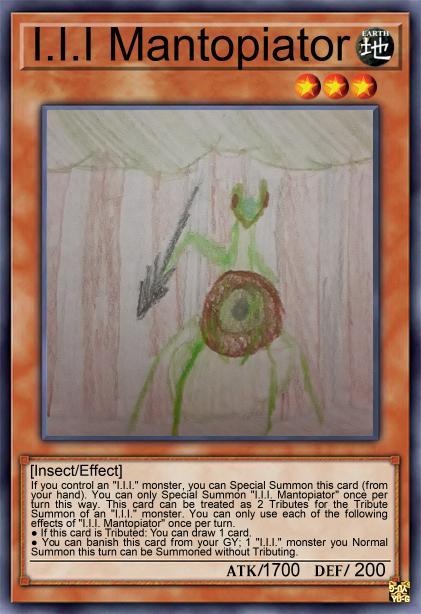 I.I.I Mantopiator
EARTH
地
[Insect/Effect]
If you control an "I.I.I." monster, you can Special Summon this card (from
your hand). You can only Special Summon "I.I.I. Mantopiator" once per
turn this way. This card can be treated as 2 Tributes for the Tribute
Summon of an "I.I.I." monster. You can only use each of the following
effects of "I.I.I. Mantopiator" once per turn.
● If this card is Tributed: You can draw 1 card.
● You can banish this card from your GY; 1 "I.I.I." monster you Normal
Summon this turn can be Summoned without Tributing.
ATK/1700 DEF/ 200